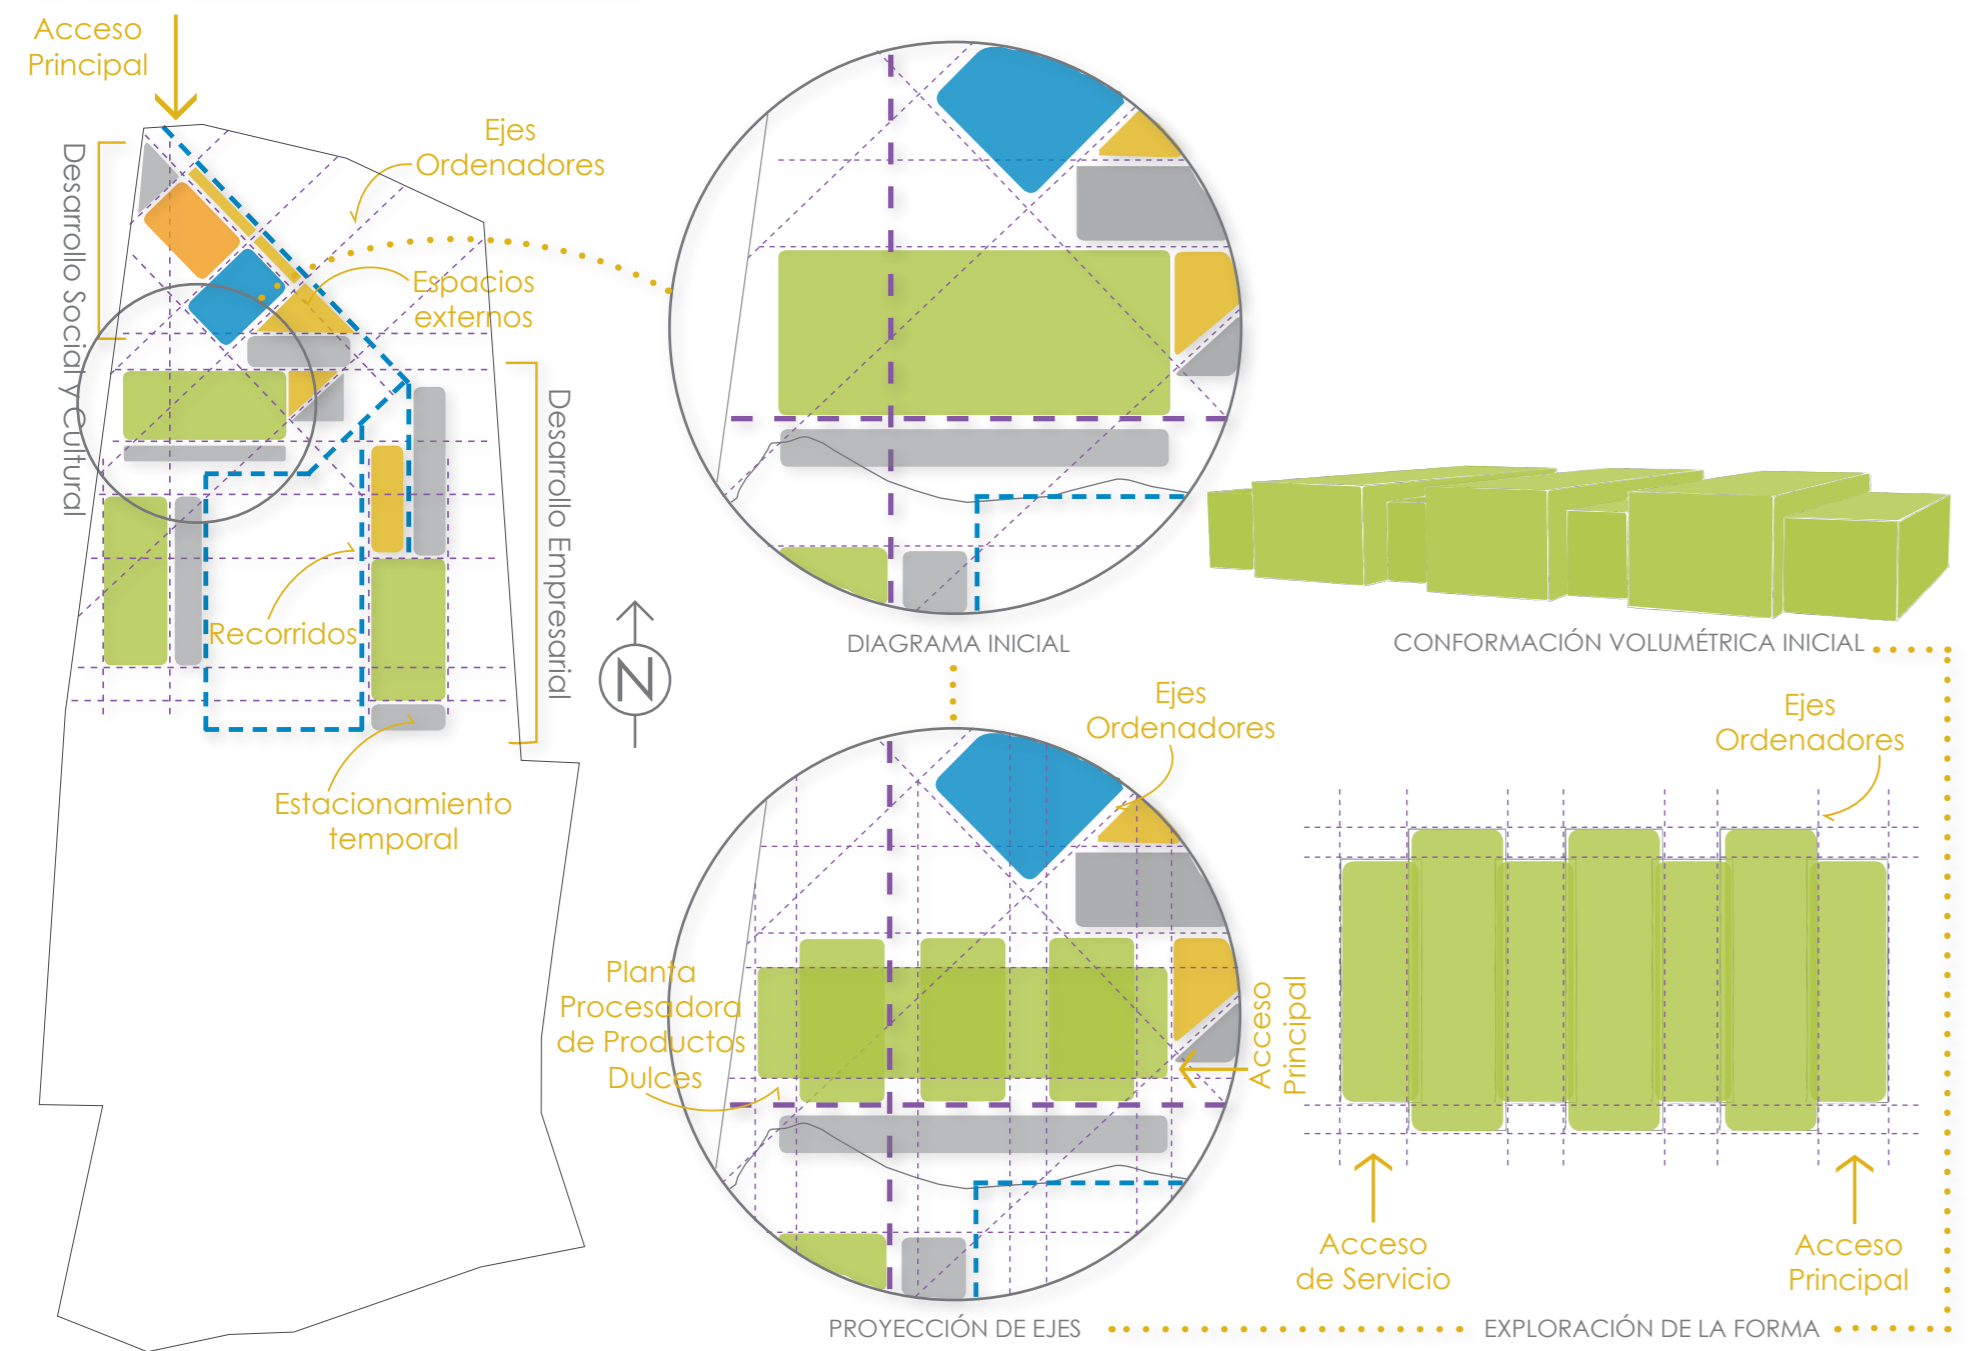 Acceso
Principal
Ejes
Ordenadores
Desarrollo Social y Cultural
Espacios
externos
Desarrollo Empresarial
Recorridos
Estacionamiento
temporal
N
DIAGRAMA INICIAL
CONFORMACIÓN VOLUMÉTRICA INICIAL
Ejes
Ordenadores
Planta
Procesadora
de Productos
Dulces
Acceso
Principal
PROYECCIÓN DE EJES
Ejes
Ordenadores
Acceso
de Servicio
Acceso
Principal
EXPLORACIÓN DE LA FORMA